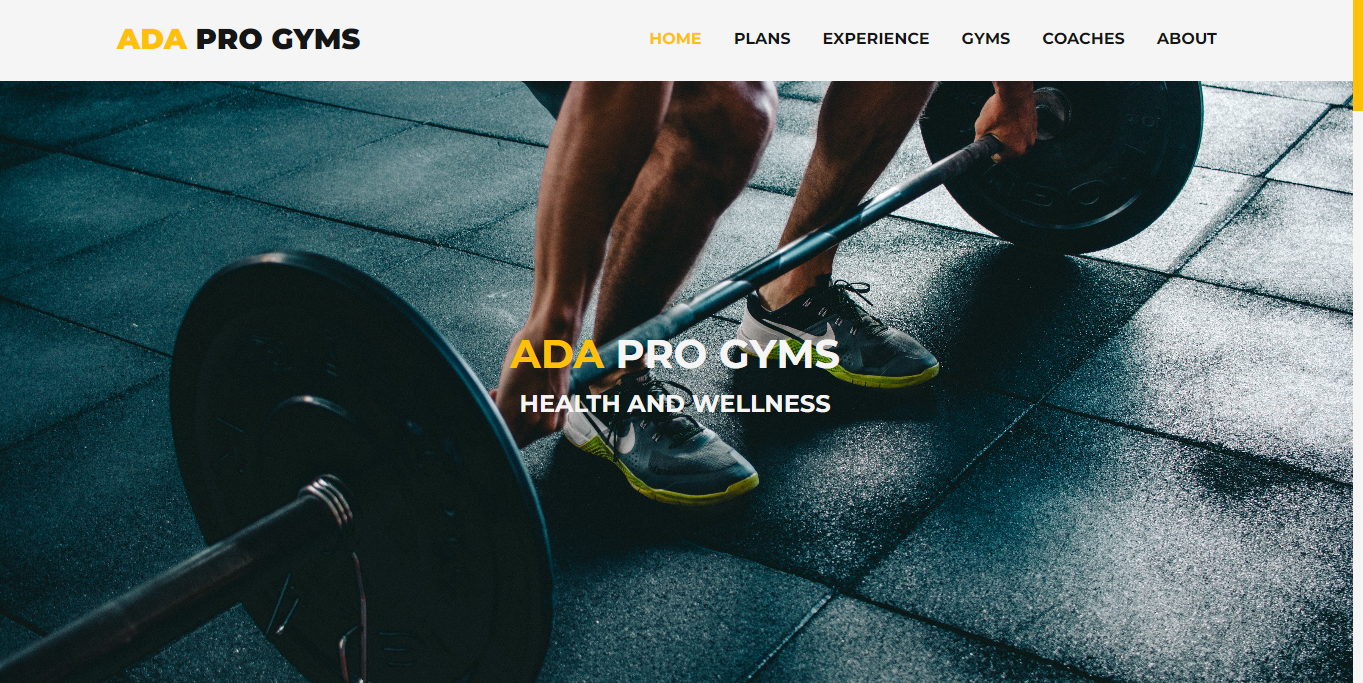 ADA PRO GYMS
HOME PLANS EXPERIENCE GYMS COACHES ABOUT
ADA PRO GYMS
HEALTH AND WELLNESS